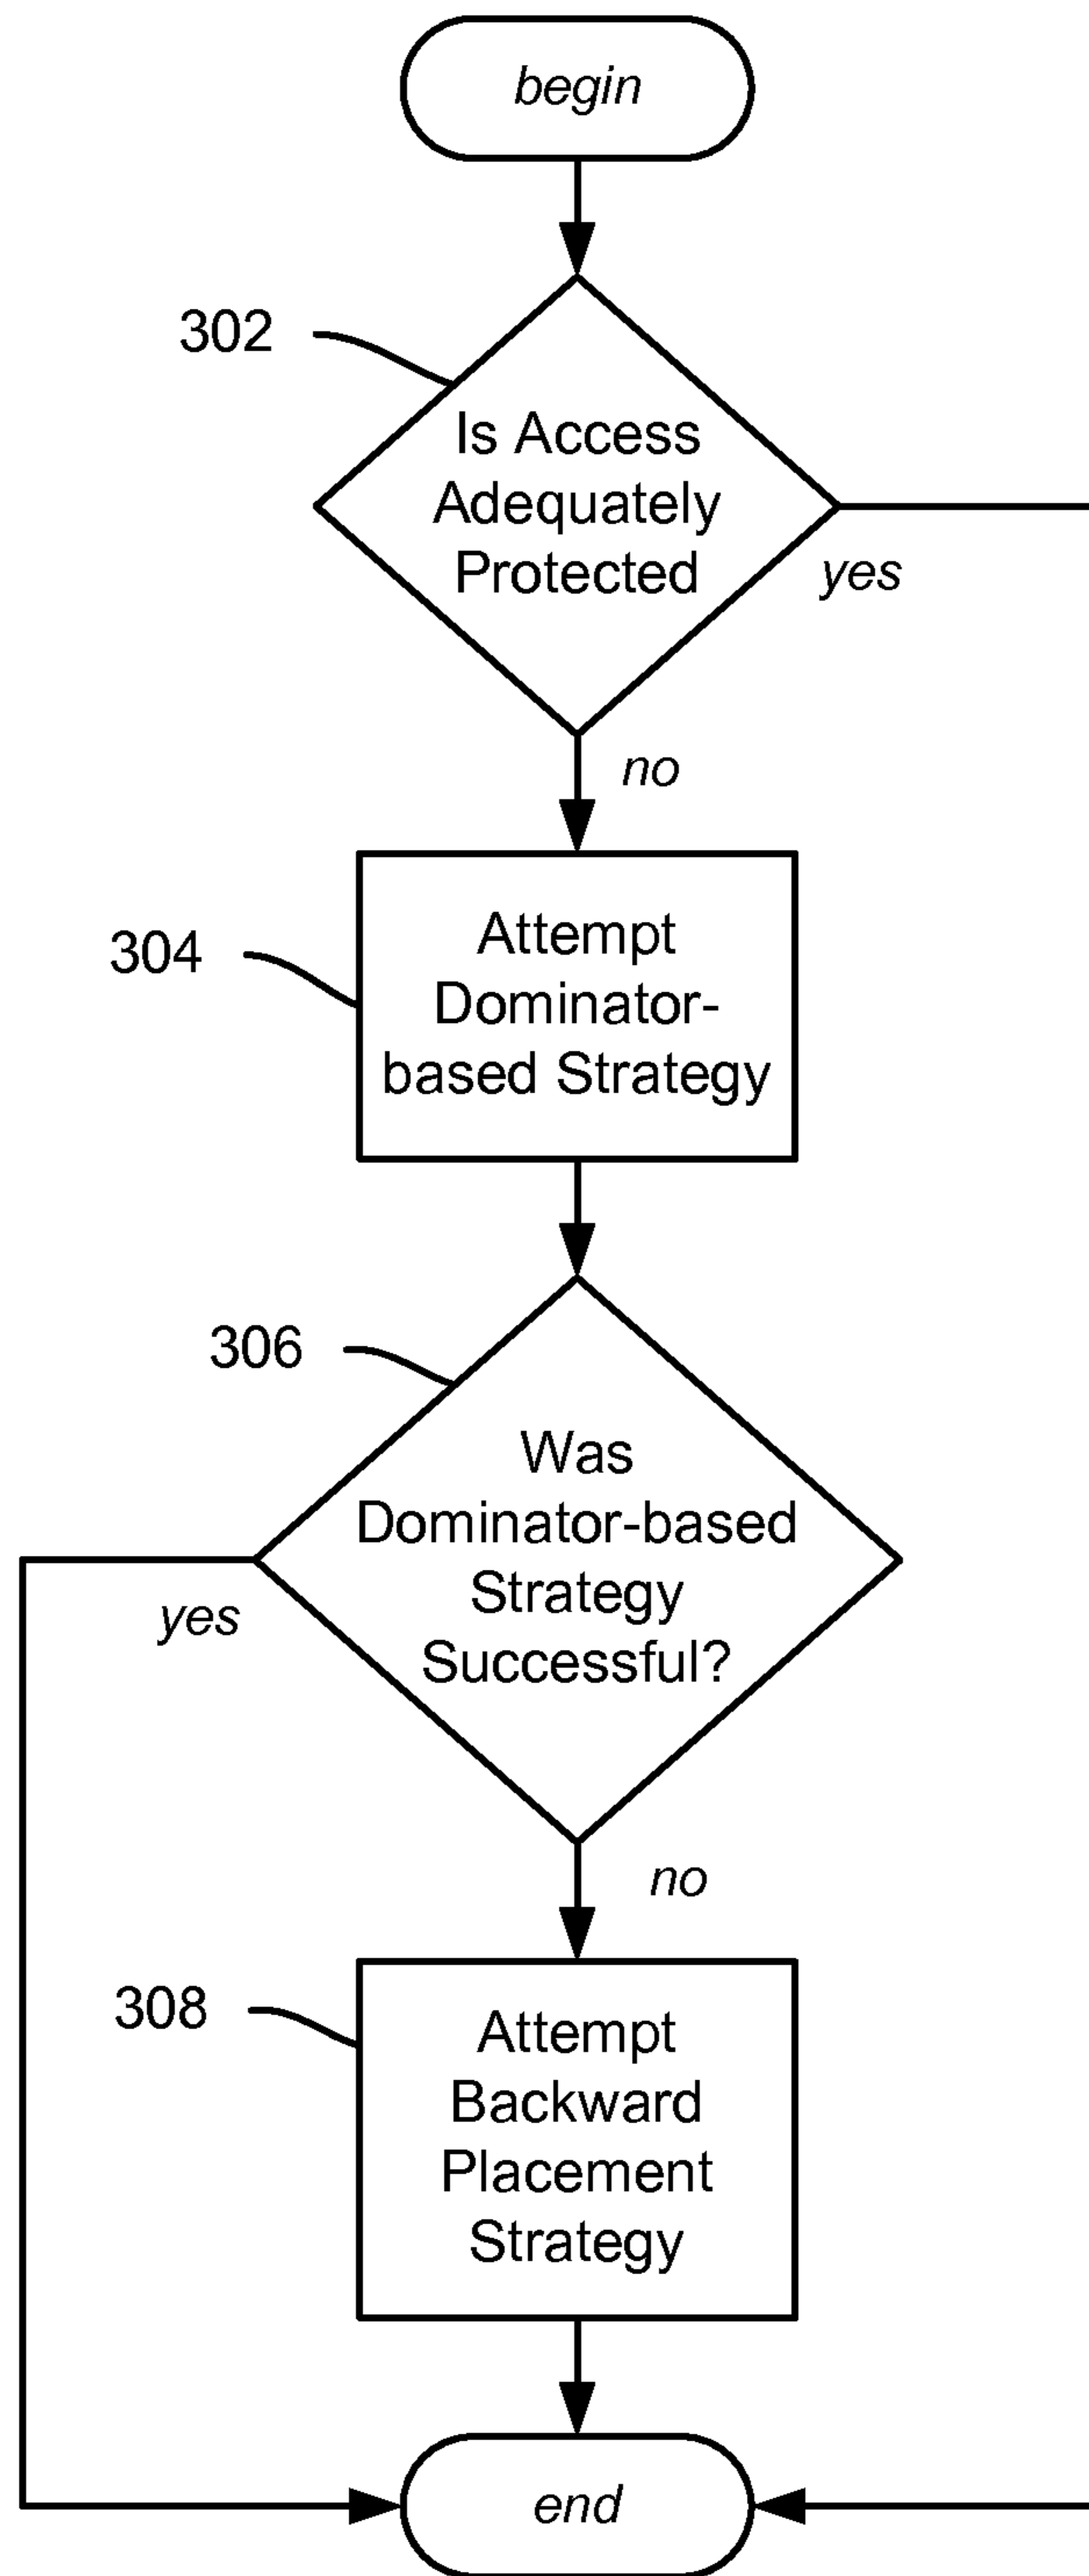 begin
302
Is Access
Adequately
Protected
yes
no
304
Attempt
Dominator-
based Strategy
306
Was
Dominator-based
Strategy
Successful?
yes
no
308
Attempt
Backward
Placement
Strategy
end